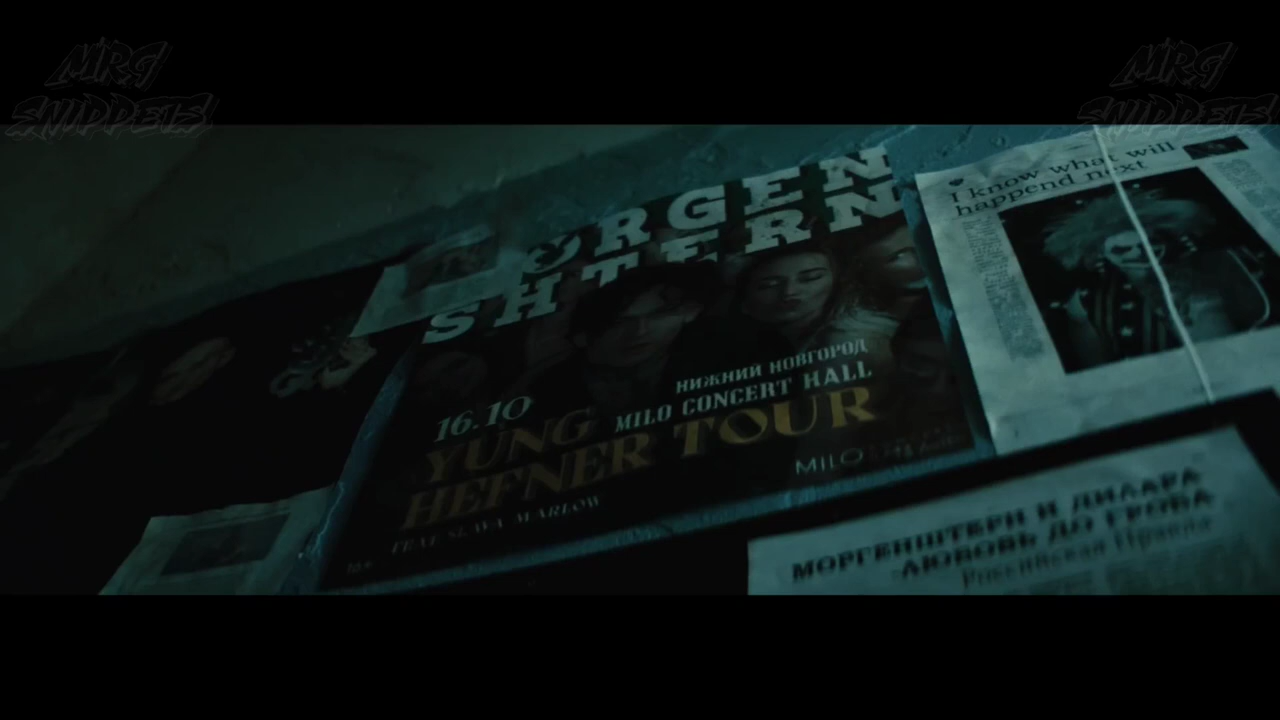 MRG
SNIPPETS
MRG
SNIPPETS
ORGEN
SHTERN
16.10
НИЖНИЙ НОВГОРОД
MILO CONCERT HALL
YUNG
HEFNER TOUR
FEAT. SLAVA MARLOW
MILO
I know what will
happend next
МОРГЕНШТЕРН И ДИЛАРА
ЛЮБОВЬ ДО ГРОБА
Российская Правда